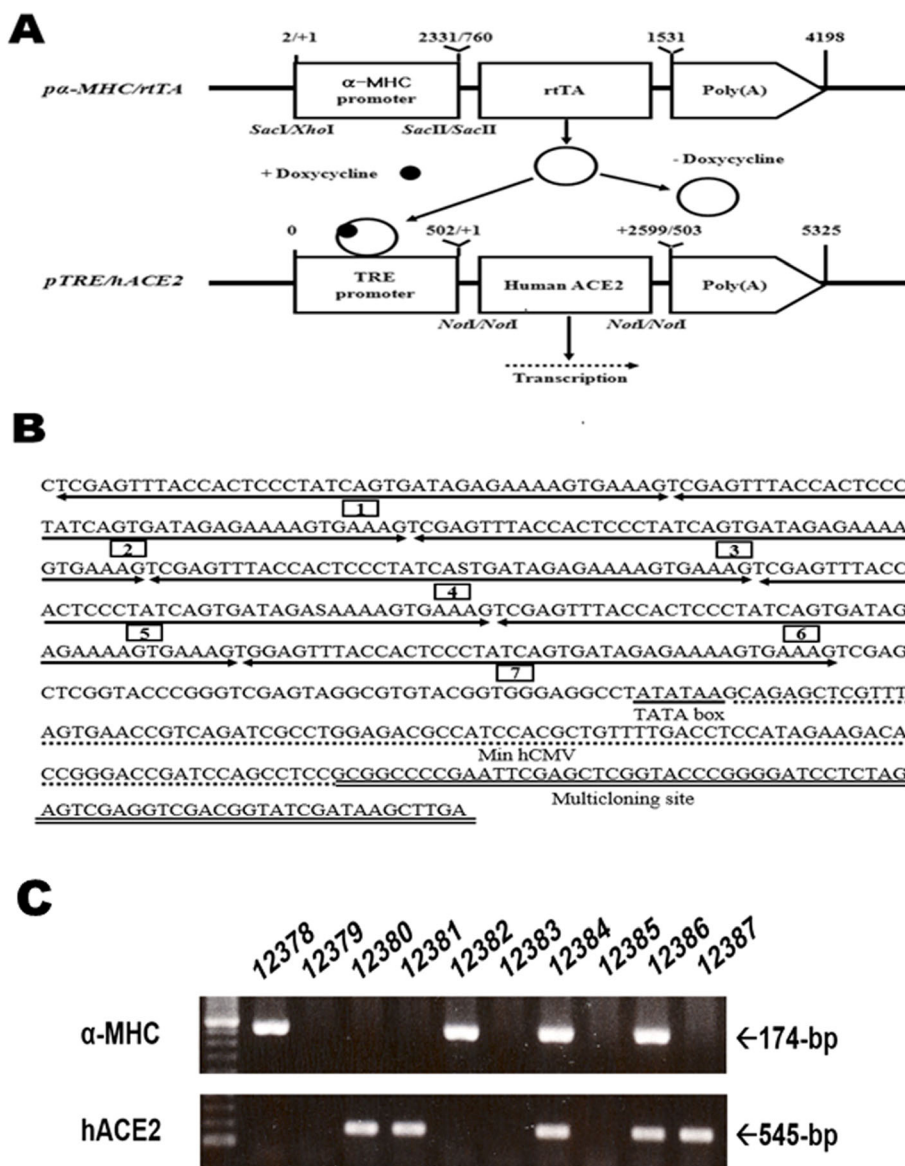 A
2/+1 2331/760 1531 4198
pα-MHC/rtTA
α-MHC
promoter
rtTA
Poly(A)
SacI/XhoI SacII/SacII
+ Doxycycline
- Doxycycline
0 502/+1 +2599/503 5325
pTRE/hACE2
TRE
promoter
Human ACE2
Poly(A)
NotI/NotI NotI/NotI
Transcription
B
CTCGAGTTTACCACTCCCTATCAGTGATAGAGAAAAGTGAAAGTCGAGTTTACCACTCCC
1
TATCAGTGATAGAGAAAAGTGAAAGTCGAGTTTACCACTCCCTATCAGTGATAGAGAAAA
2 3
GTGAAAGTCGAGTTTACCACTCCCTATCASTGATAGAGAAAAGTGAAAGTCGAGTTTACC
4
ACTCCCTATCAGTGATAGASAAAAGTGAAAGTCGAGTTTACCACTCCCTATCAGTGATAG
5 6
AGAAAAGTGAAAGTGGAGTTTACCACTCCCTATCAGTGATAGAGAAAAGTGAAAGTCGAG
7
CTCGGTACCCGGGTCGAGTAGGCGTGTACGGTGGGAGGCCTATATAAGCAGAGCTCGTTT
TATA box
AGTGAACCGTCAGATCGCCTGGAGACGCCATCCACGCTGTTTTGACCTCCATAGAAGACA
Min hCMV
CCGGGACCGATCCAGCCTCCGCGGCCCCGAATTCGAGCTCGGTACCCGGGGATCCTCTAG
Multicloning site
AGTCGAGGTCGACGGTATCGATAAGCTTGA
C
12378 12379 12380 12381 12382 12383 12384 12385 12386 12387
α-MHC ←174-bp
hACE2 ←545-bp